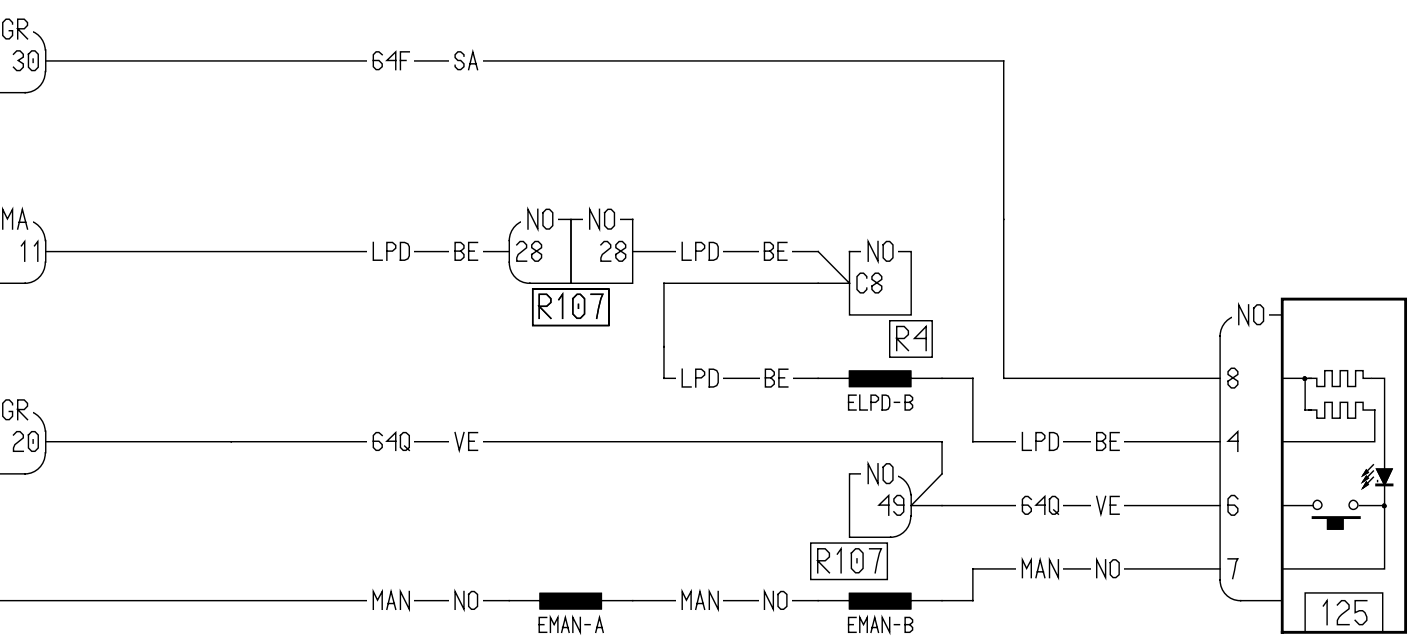 GR
30 64F SA
MA NO NO
11 LPD BE 28 28 LPD BE NO
C8
R107
NO
R4
LPD BE 8
ELPD-B
GR
20 64Q VE LPD BE 4
NO
49 64Q VE 6
R107 MAN NO 7
MAN NO MAN NO 125
EMAN-A EMAN-B